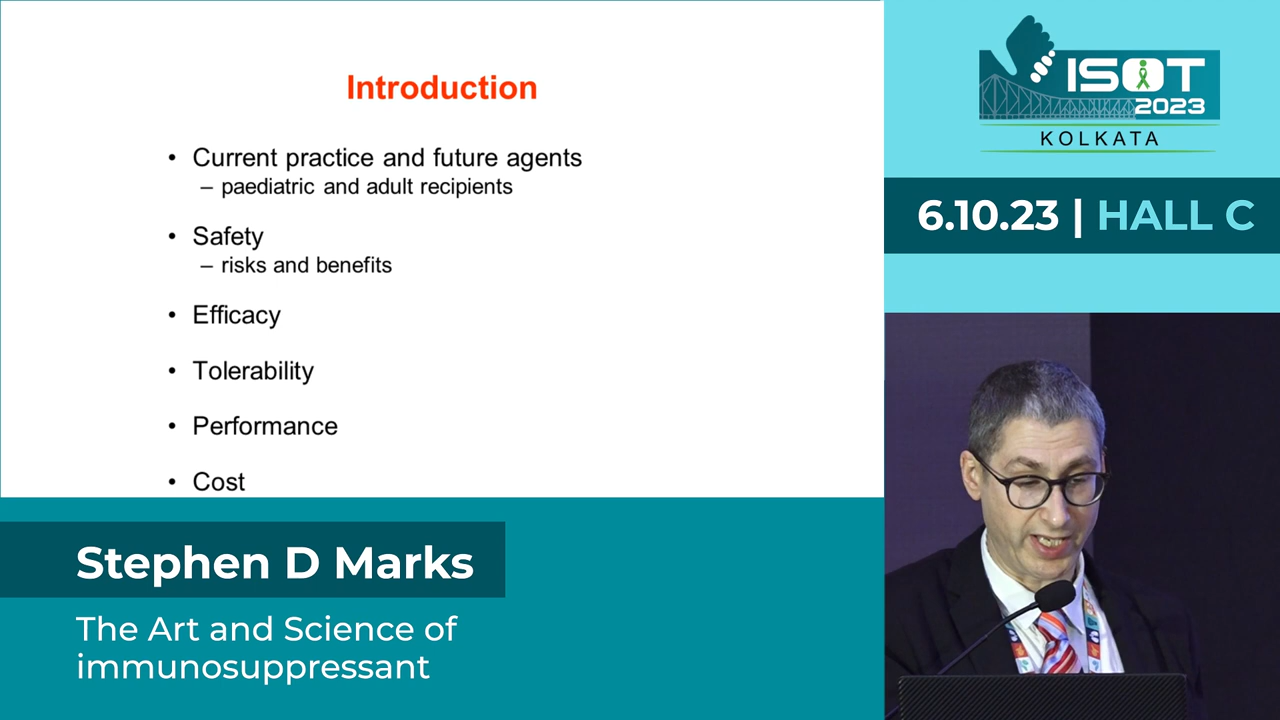 Introduction
• Current practice and future agents
– paediatric and adult recipients
• Safety
– risks and benefits
• Efficacy
• Tolerability
• Performance
• Cost
ISOT
2023
KOLKATA
6.10.23 | HALL C
Stephen D Marks
The Art and Science of
immunosuppressant